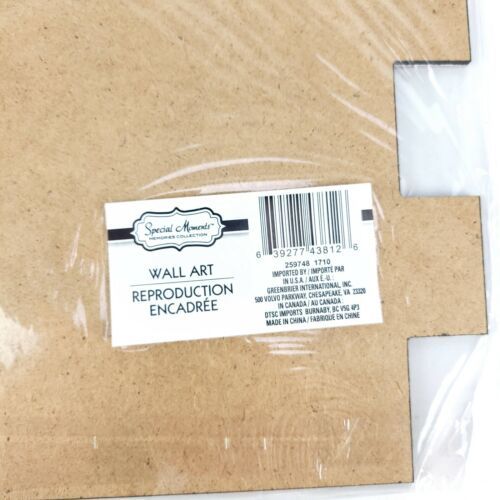 Special Moments™
MEMORIES COLLECTION
WALL ART
REPRODUCTION
ENCADRÉE
6 39277 43812 6
259748 1710
IMPORTED BY / IMPORTÉ PAR
IN U.S.A. / AUX É.-U. :
GREENBRIER INTERNATIONAL, INC.
500 VOLVO PARKWAY, CHESAPEAKE, VA 23320
IN CANADA / AU CANADA :
DTSC IMPORTS BURNABY, BC V5G 4P3
MADE IN CHINA / FABRIQUÉ EN CHINE